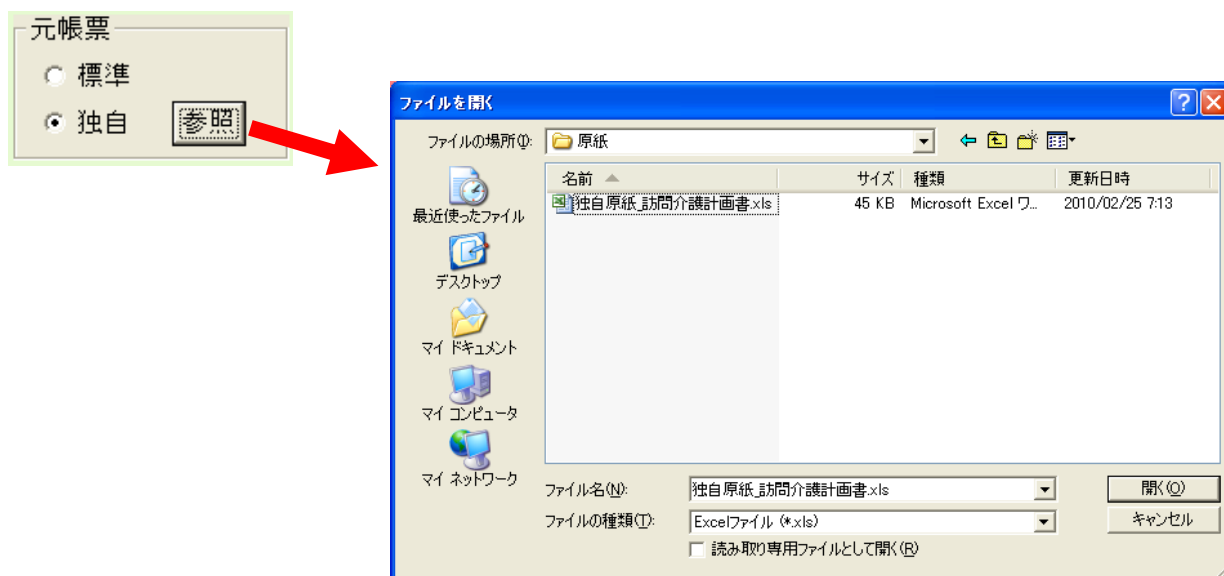 元帳票
標準
独自 参照
ファイルを開く
ファイルの場所(I): 原紙
名前 サイズ 種類 更新日時
独自原紙_訪問介護計画書.xls 45 KB Microsoft Excel ワ... 2010/02/25 7:13
最近使ったファイル
デスクトップ
マイ ドキュメント
マイ コンピュータ
マイ ネットワーク
ファイル名(N): 独自原紙_訪問介護計画書.xls 開く(O)
ファイルの種類(T): Excelファイル (*.xls) キャンセル
読み取り専用ファイルとして開く(R)